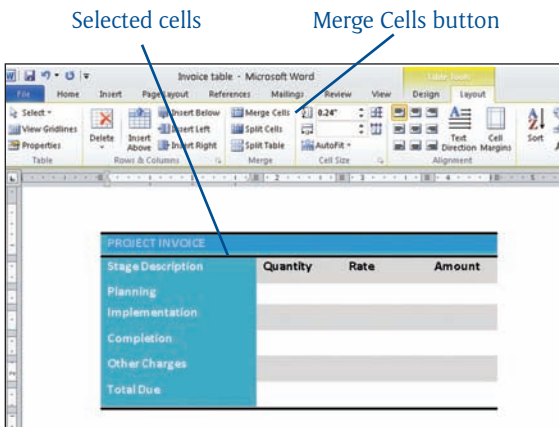 Selected cells Merge Cells button
Invoice table - Microsoft Word Table Tools
File Home Insert Page Layout References Mailings Review View Design Layout
Select Insert Below Merge Cells 0.24"
View Gridlines Delete Insert Above Insert Left Split Cells Text Direction Cell Margins Sort
Properties Insert Right Split Table AutoFit
Table Rows & Columns Merge Cell Size Alignment
PROJECT INVOICE
Stage Description Quantity Rate Amount
Planning
Implementation
Completion
Other Charges
Total Due